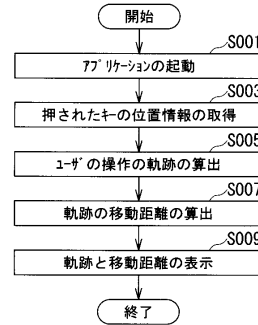 開始
S001
アプリケーションの起動
S003
押されたキーの位置情報の取得
S005
ユーザの操作の軌跡の算出
S007
軌跡の移動距離の算出
S009
軌跡と移動距離の表示
終了